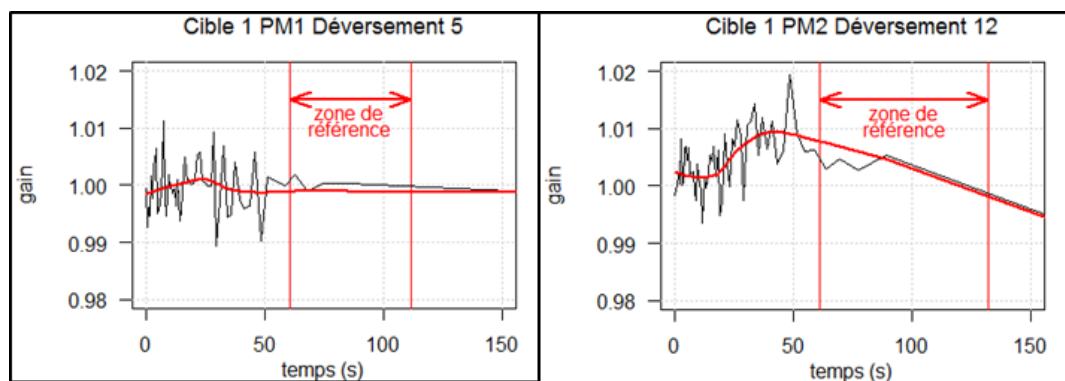 Cible 1 PM1 Déversement 5
gain
1.02
1.01
1.00
0.99
0.98
zone de
référence
0 50 100 150
temps (s)
Cible 1 PM2 Déversement 12
gain
1.02
1.01
1.00
0.99
0.98
zone de
référence
0 50 100 150
temps (s)